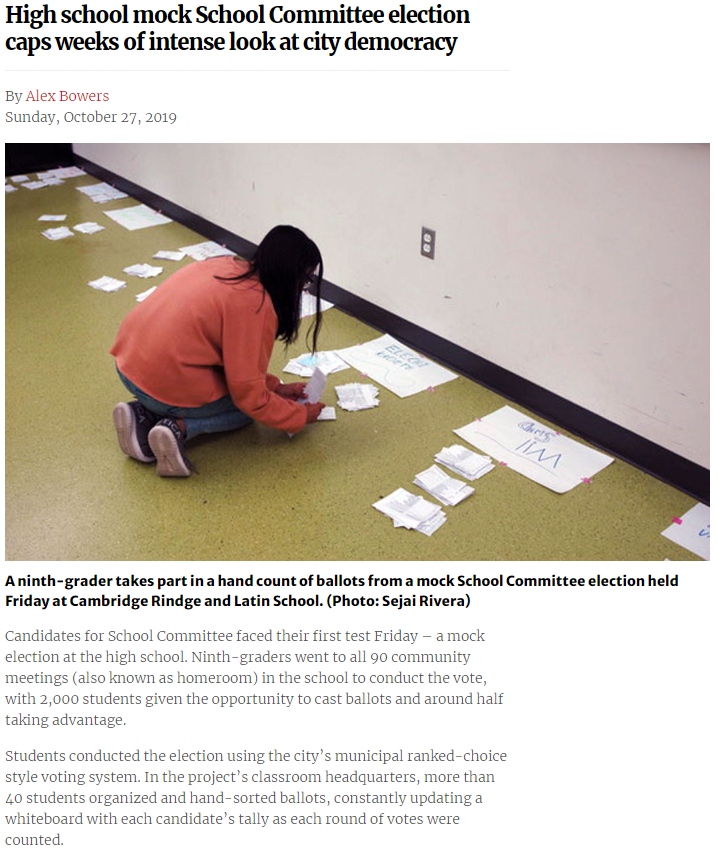 High school mock School Committee election
caps weeks of intense look at city democracy
By Alex Bowers
Sunday, October 27, 2019
A ninth-grader takes part in a hand count of ballots from a mock School Committee election held
Friday at Cambridge Rindge and Latin School. (Photo: Sejai Rivera)
Candidates for School Committee faced their first test Friday – a mock
election at the high school. Ninth-graders went to all 90 community
meetings (also known as homeroom) in the school to conduct the vote,
with 2,000 students given the opportunity to cast ballots and around half
taking advantage.
Students conducted the election using the city’s municipal ranked-choice
style voting system. In the project’s classroom headquarters, more than
40 students organized and hand-sorted ballots, constantly updating a
whiteboard with each candidate’s tally as each round of votes were
counted.